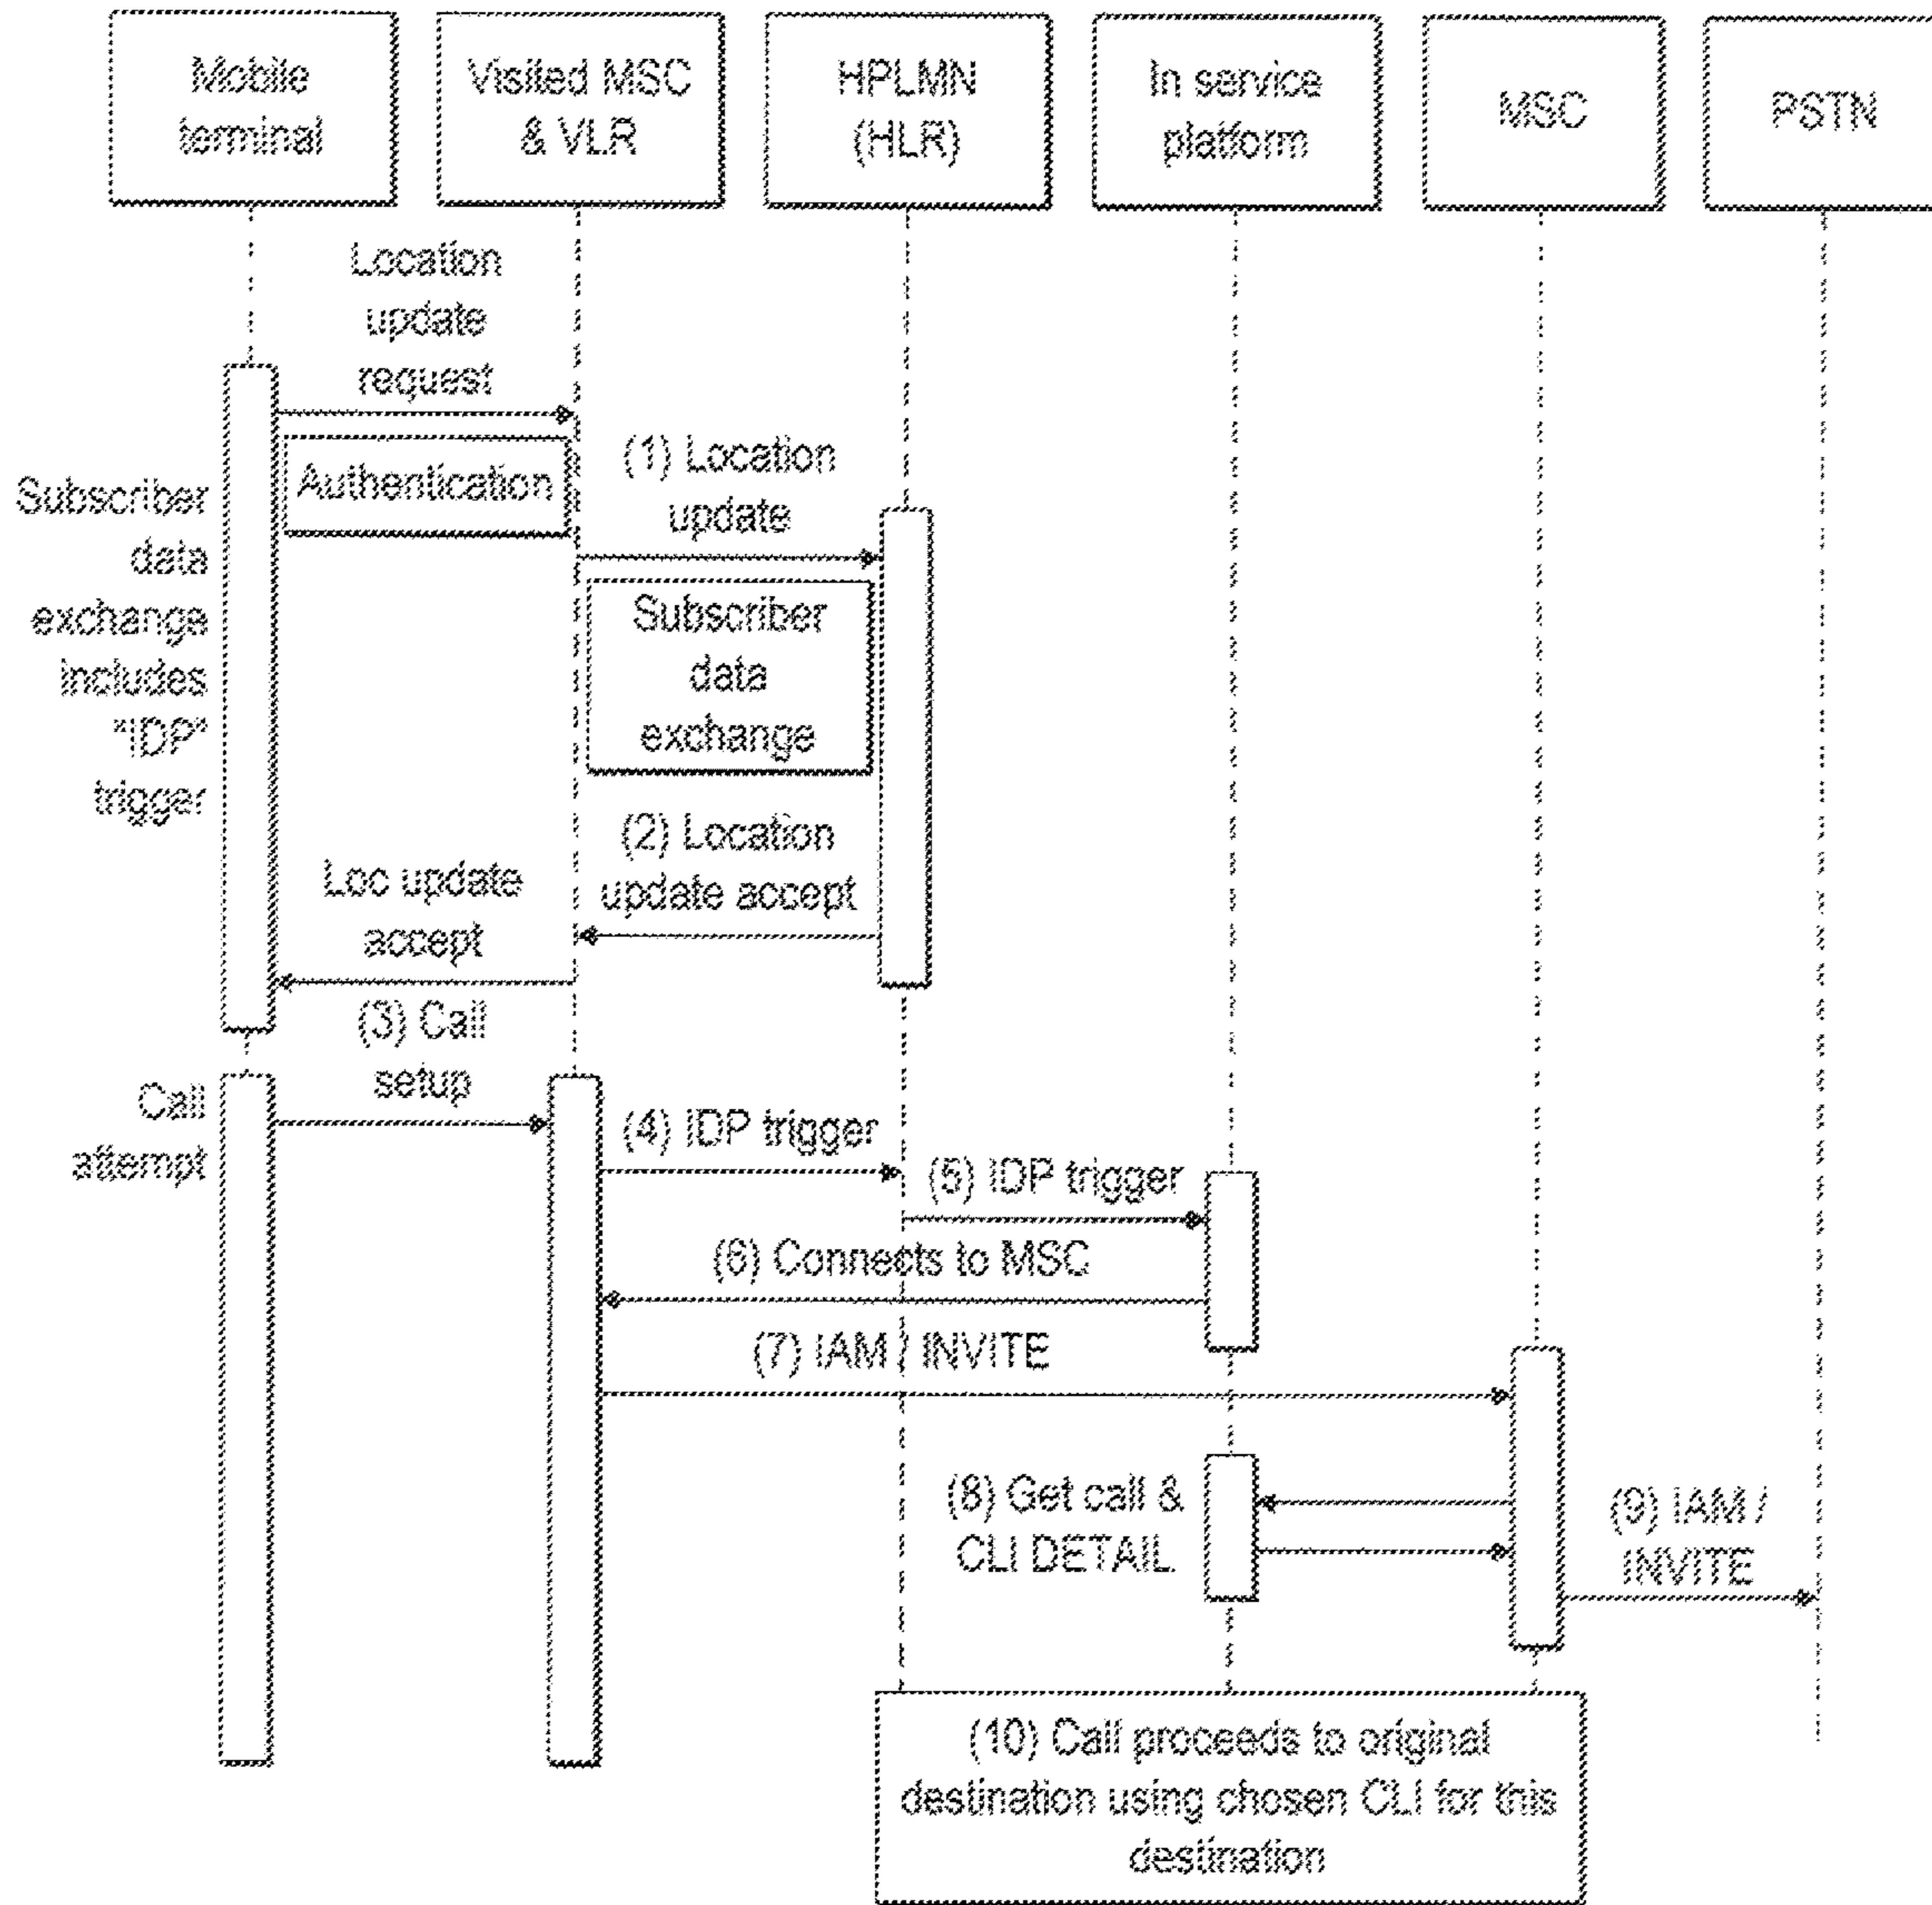 Mobile
terminal
Visited MSC
& VLR
HPLMN
(HLR)
In service
platform
MSC
PSTN
Location
update
request
Authentication
(1) Location
update
Subscriber
data
exchange
includes
"IDP"
trigger
Subscriber
data
exchange
(2) Location
update accept
Loc update
accept
(3) Call
setup
Call
attempt
(4) IDP trigger
(5) IDP trigger
(6) Connects to MSC
(7) IAM / INVITE
(8) Get call &
CLI DETAIL
(9) IAM /
INVITE
(10) Call proceeds to original
destination using chosen CLI for this
destination